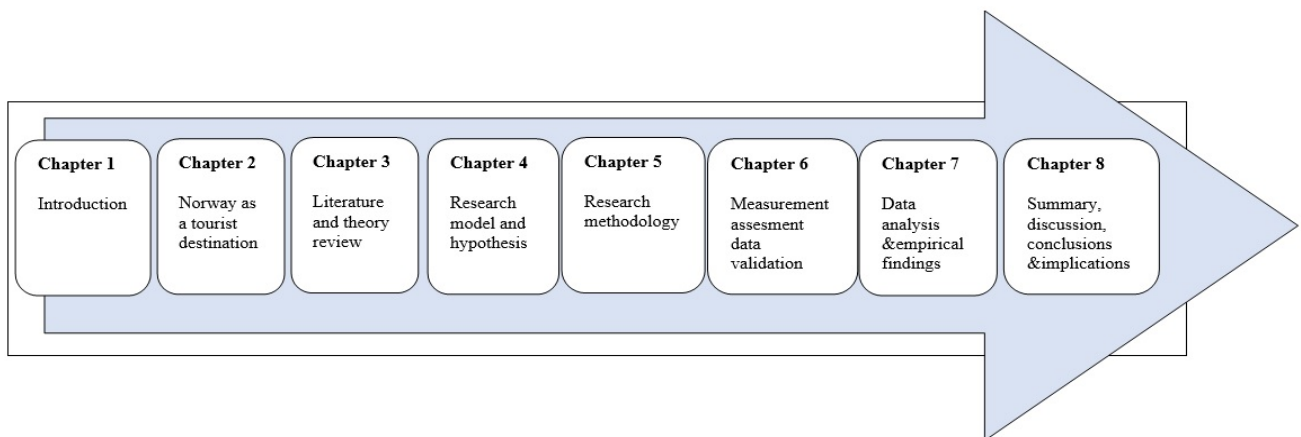 Chapter 1
Introduction
Chapter 2
Norway as
a tourist
destination
Chapter 3
Literature
and theory
review
Chapter 4
Research
model and
hypothesis
Chapter 5
Research
methodology
Chapter 6
Measurement
assesment
data
validation
Chapter 7
Data
analysis
&empirical
findings
Chapter 8
Summary,
discussion,
conclusions
&implications